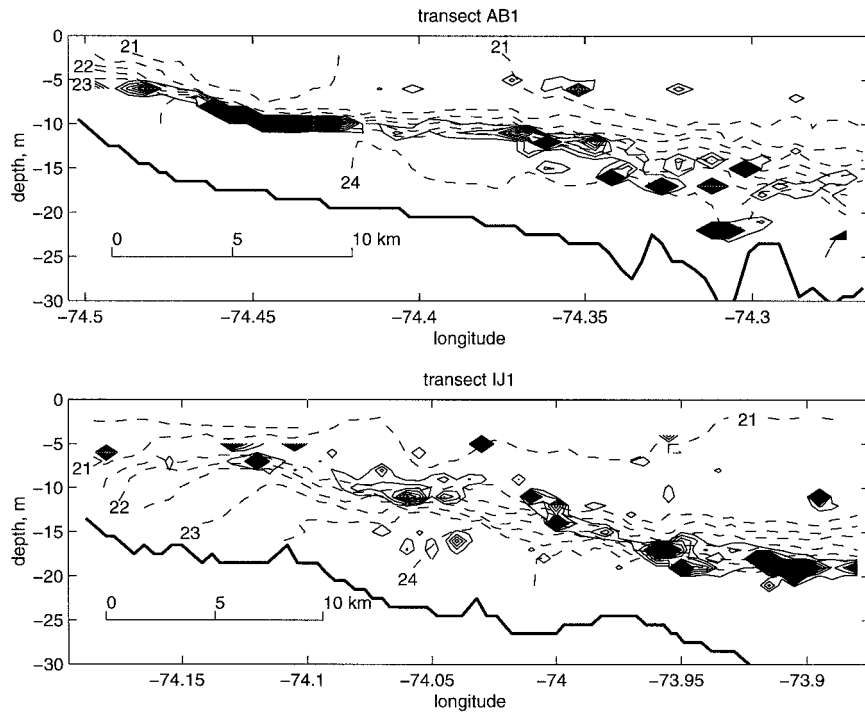 transect AB1
0
−5
−10
−15
−20
−25
−30
depth, m
21
22
23
21
24
0 5 10 km
−74.5 −74.45 −74.4 −74.35 −74.3
longitude
transect IJ1
0
−5
−10
−15
−20
−25
−30
depth, m
21
21
22
23
24
0 5 10 km
−74.15 −74.1 −74.05 −74 −73.95 −73.9
longitude